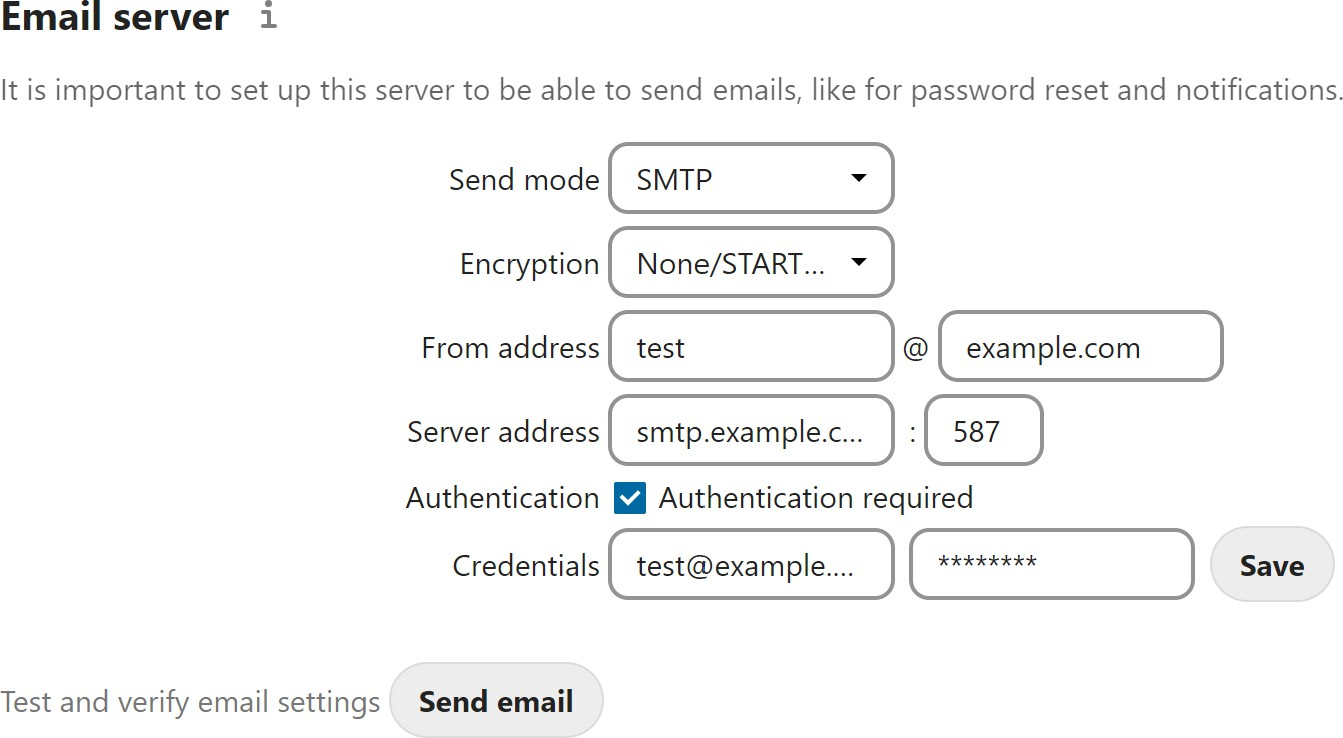 Email server i
It is important to set up this server to be able to send emails, like for password reset and notifications.
Send mode SMTP
Encryption None/START...
From address test @ example.com
Server address smtp.example.c... : 587
Authentication Authentication required
Credentials test@example.... ******** Save
Test and verify email settings Send email